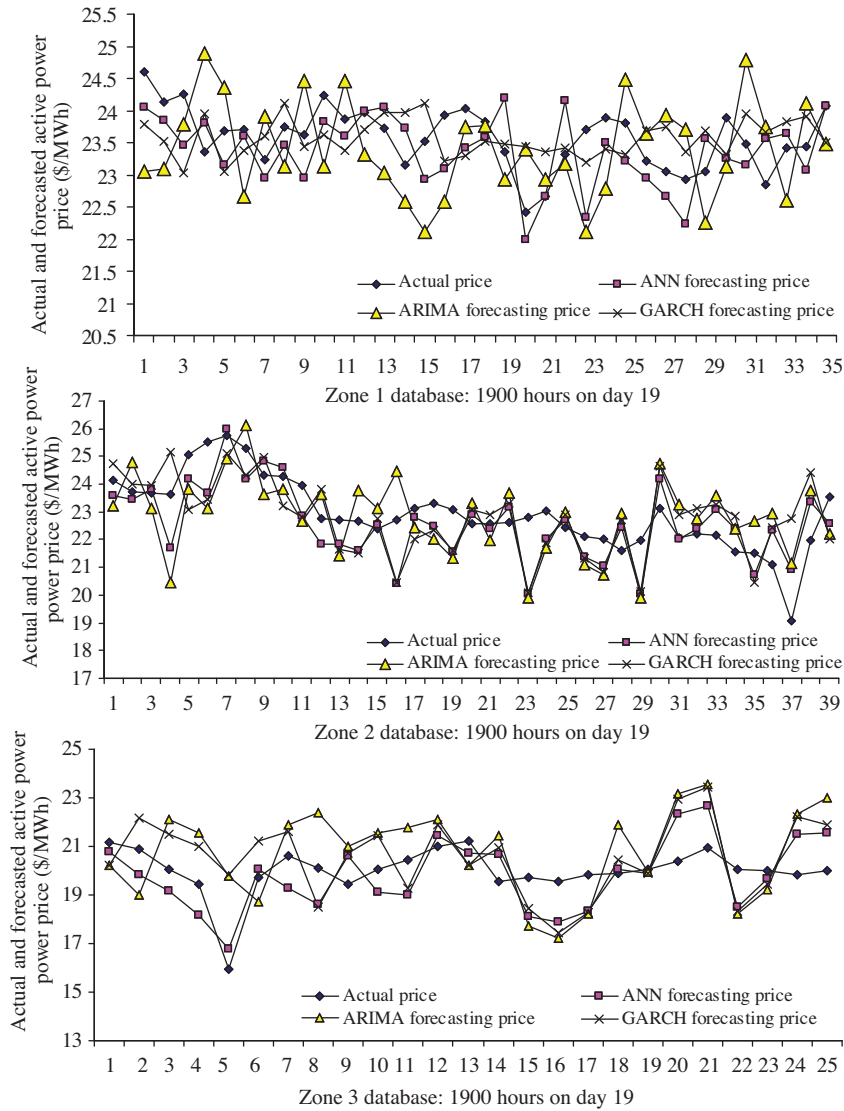 Actual and forecasted active power
price ($/MWh)
25.5
25
24.5
24
23.5
23
22.5
22
21.5
21
20.5
Actual price
ANN forecasting price
ARIMA forecasting price
GARCH forecasting price
1 3 5 7 9 11 13 15 17 19 21 23 25 27 29 31 33 35
Zone 1 database: 1900 hours on day 19
Actual and forecasted active power
power price ($/MWh)
27
26
25
24
23
22
21
20
19
18
17
Actual price
ANN forecasting price
ARIMA forecasting price
GARCH forecasting price
1 3 5 7 9 11 13 15 17 19 21 23 25 27 29 31 33 35 37 39
Zone 2 database: 1900 hours on day 19
Actual and forecasted active power
power price ($/MWh)
25
23
21
19
17
15
13
Actual price
ANN forecasting price
ARIMA forecasting price
GARCH forecasting price
1 2 3 4 5 6 7 8 9 10 11 12 13 14 15 16 17 18 19 20 21 22 23 24 25
Zone 3 database: 1900 hours on day 19